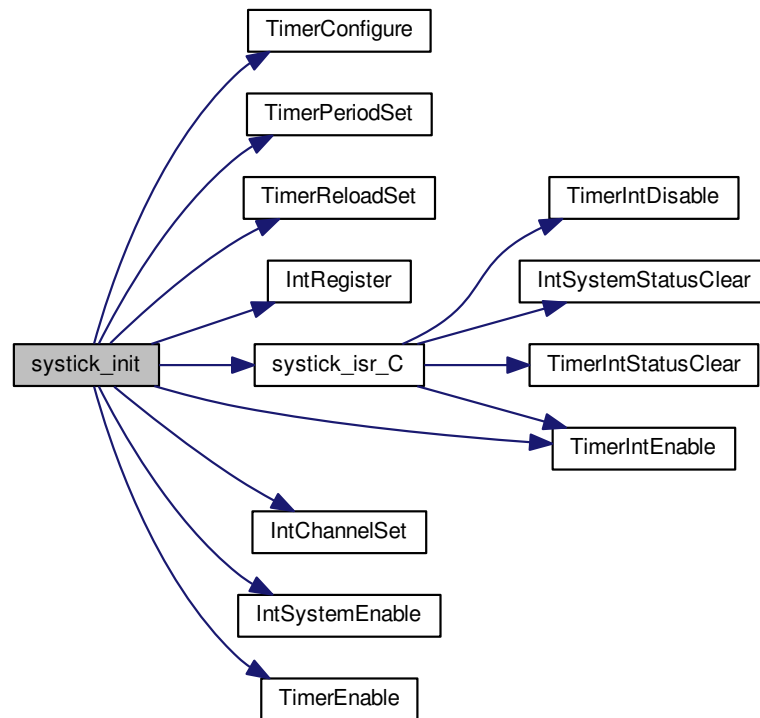 TimerConfigure
TimerPeriodSet
TimerReloadSet
TimerIntDisable
IntRegister
IntSystemStatusClear
systick_init
systick_isr_C
TimerIntStatusClear
TimerIntEnable
IntChannelSet
IntSystemEnable
TimerEnable